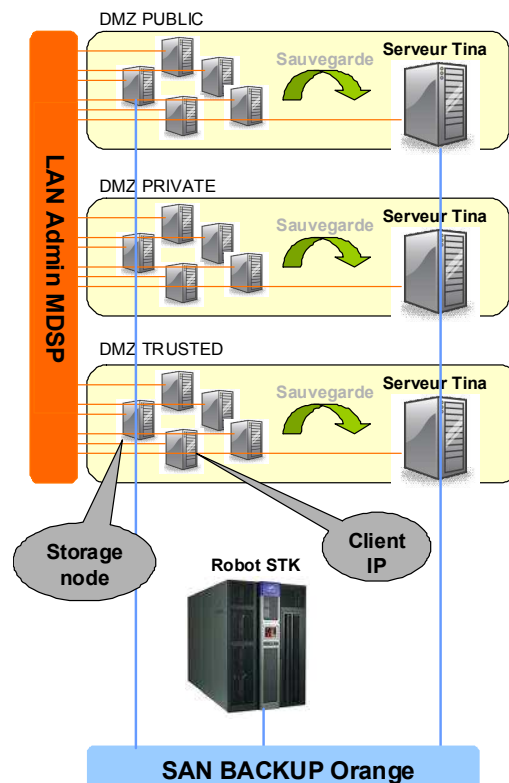 DMZ PUBLIC
Sauvegarde
Serveur Tina
LAN Admin MDSP
DMZ PRIVATE
Sauvegarde
Serveur Tina
DMZ TRUSTED
Sauvegarde
Serveur Tina
Storage
node
Client
IP
Robot STK
SAN BACKUP Orange